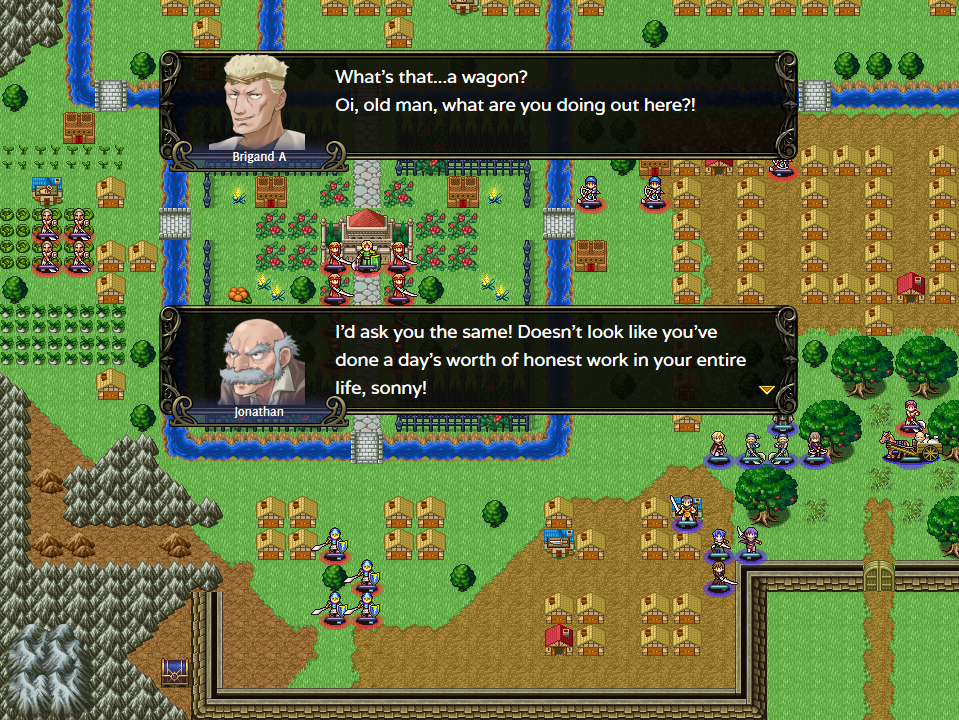 What's that...a wagon?
Oi, old man, what are you doing out here?!
Brigand A
I'd ask you the same! Doesn't look like you've
done a day's worth of honest work in your entire
life, sonny!
Jonathan